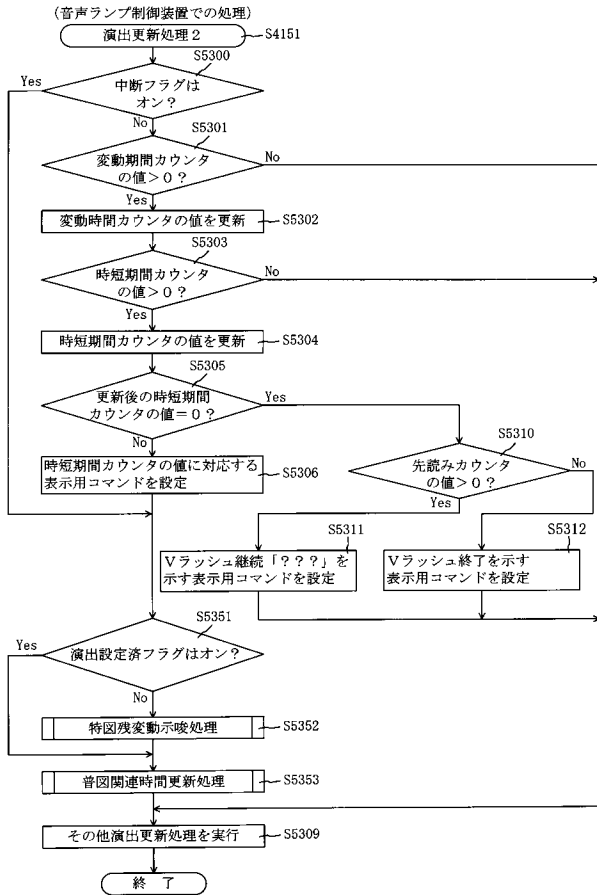 (音声ランプ制御装置での処理)
演出更新処理2
S4151
S5300
中断フラグは
オン?
Yes
No
S5301
変動期間カウンタ
の値>0?
No
Yes
変動時間カウンタの値を更新
S5302
S5303
時短期間カウンタ
の値>0?
No
Yes
時短期間カウンタの値を更新
S5304
S5305
更新後の時短期間
カウンタの値=0?
Yes
No
時短期間カウンタの値に対応する
表示用コマンドを設定
S5306
S5310
先読みカウンタ
の値>0?
No
Yes
S5311
Vラッシュ継続「???」を
示す表示用コマンドを設定
S5312
Vラッシュ終了を示す
表示用コマンドを設定
S5351
演出設定済フラグはオン?
Yes
No
特図残変動示唆処理
S5352
普図関連時間更新処理
S5353
その他演出更新処理を実行
S5309
終 了